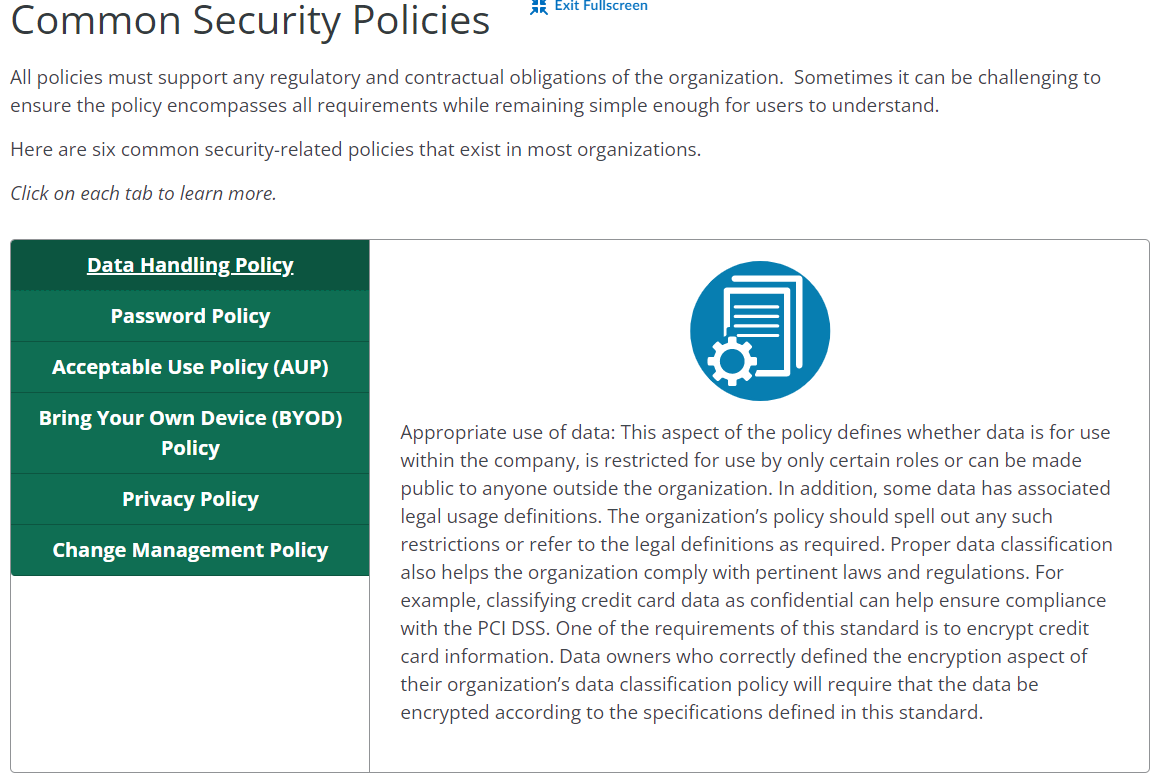 Common Security Policies
Exit Fullscreen
All policies must support any regulatory and contractual obligations of the organization.  Sometimes it can be challenging to
ensure the policy encompasses all requirements while remaining simple enough for users to understand.
Here are six common security-related policies that exist in most organizations.
Click on each tab to learn more.
Data Handling Policy
Password Policy
Acceptable Use Policy (AUP)
Bring Your Own Device (BYOD)
Policy
Privacy Policy
Change Management Policy
Appropriate use of data: This aspect of the policy defines whether data is for use
within the company, is restricted for use by only certain roles or can be made
public to anyone outside the organization. In addition, some data has associated
legal usage definitions. The organization’s policy should spell out any such
restrictions or refer to the legal definitions as required. Proper data classification
also helps the organization comply with pertinent laws and regulations. For
example, classifying credit card data as confidential can help ensure compliance
with the PCI DSS. One of the requirements of this standard is to encrypt credit
card information. Data owners who correctly defined the encryption aspect of
their organization’s data classification policy will require that the data be
encrypted according to the specifications defined in this standard.